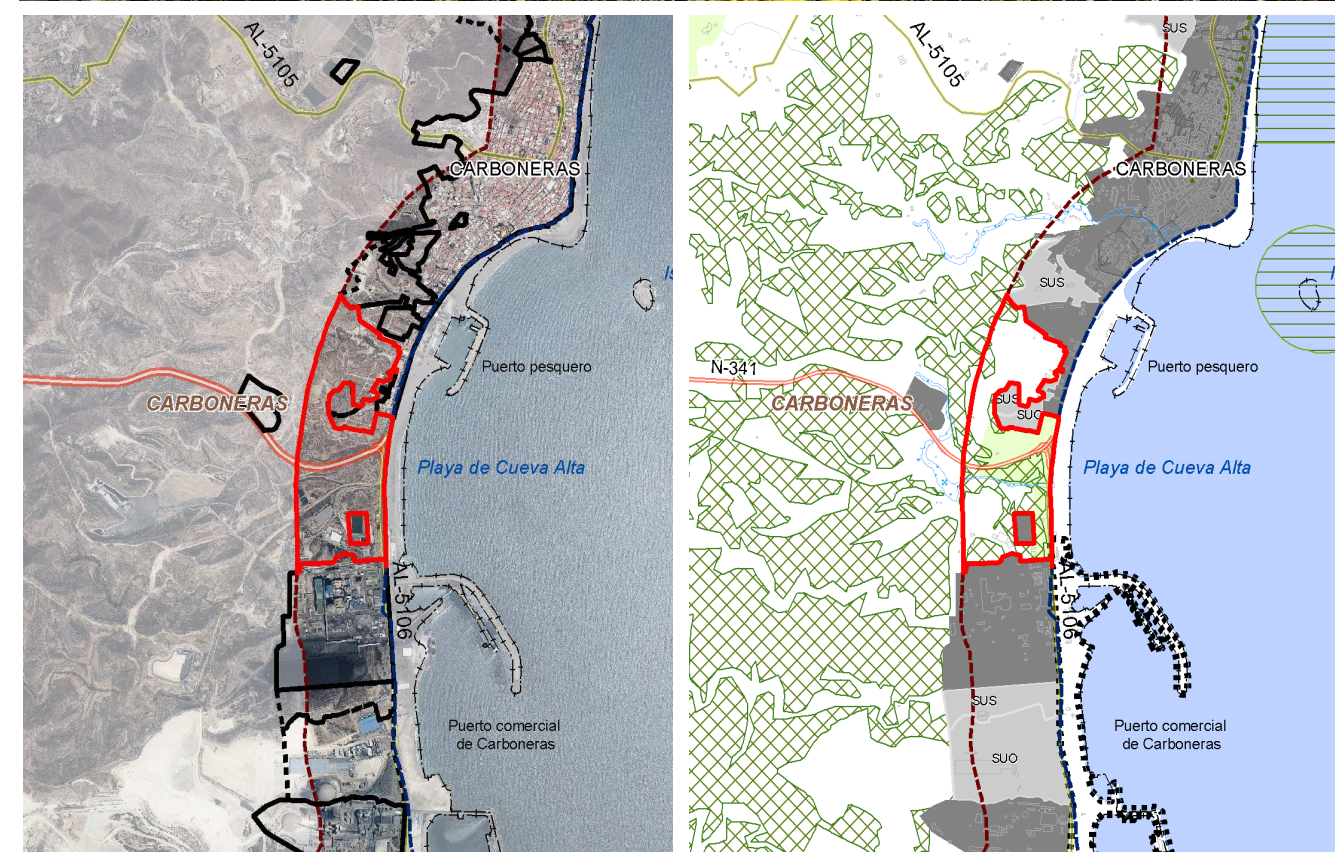 AL-5105
CARBONERAS
Puerto pesquero
CARBONERAS
Playa de Cueva Alta
AL-5106
Puerto comercial
de Carboneras
SUS
AL-5105
CARBONERAS
SUS
Puerto pesquero
N-341
CARBONERAS
SUS
SUO
Playa de Cueva Alta
AL-5106
SUS
Puerto comercial
de Carboneras
SUO